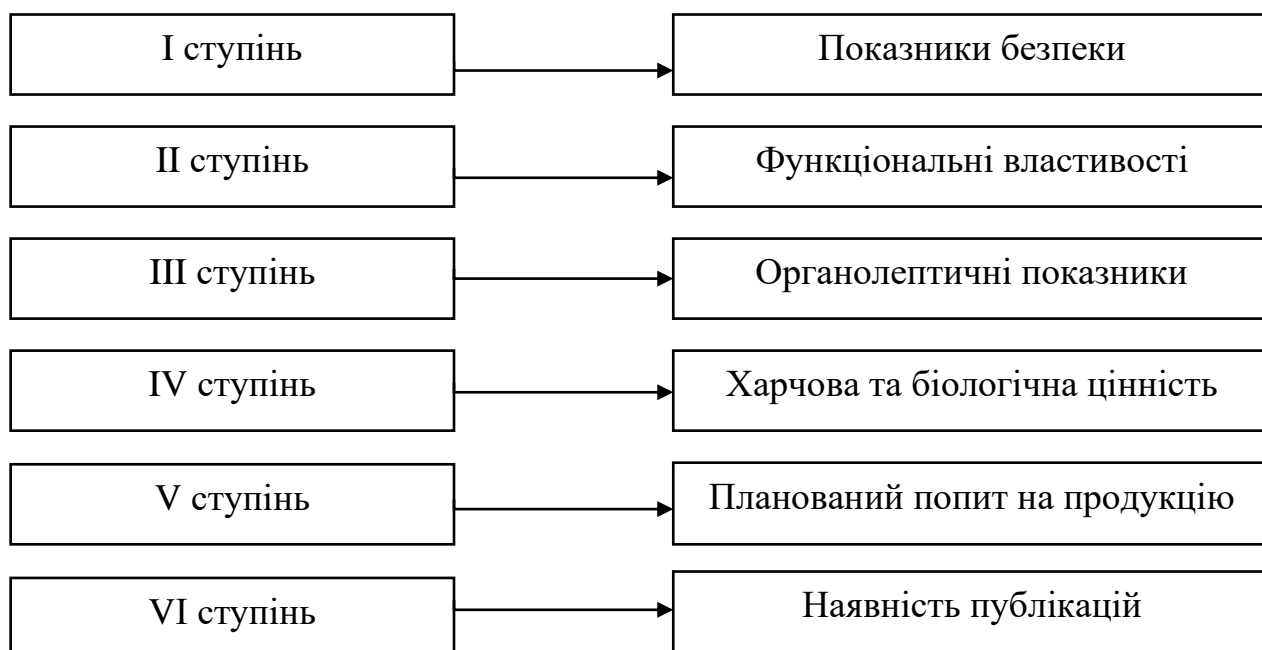 I ступінь
Показники безпеки
II ступінь
Функціональні властивості
III ступінь
Органолептичні показники
IV ступінь
Харчова та біологічна цінність
V ступінь
Планований попит на продукцію
VI ступінь
Наявність публікацій